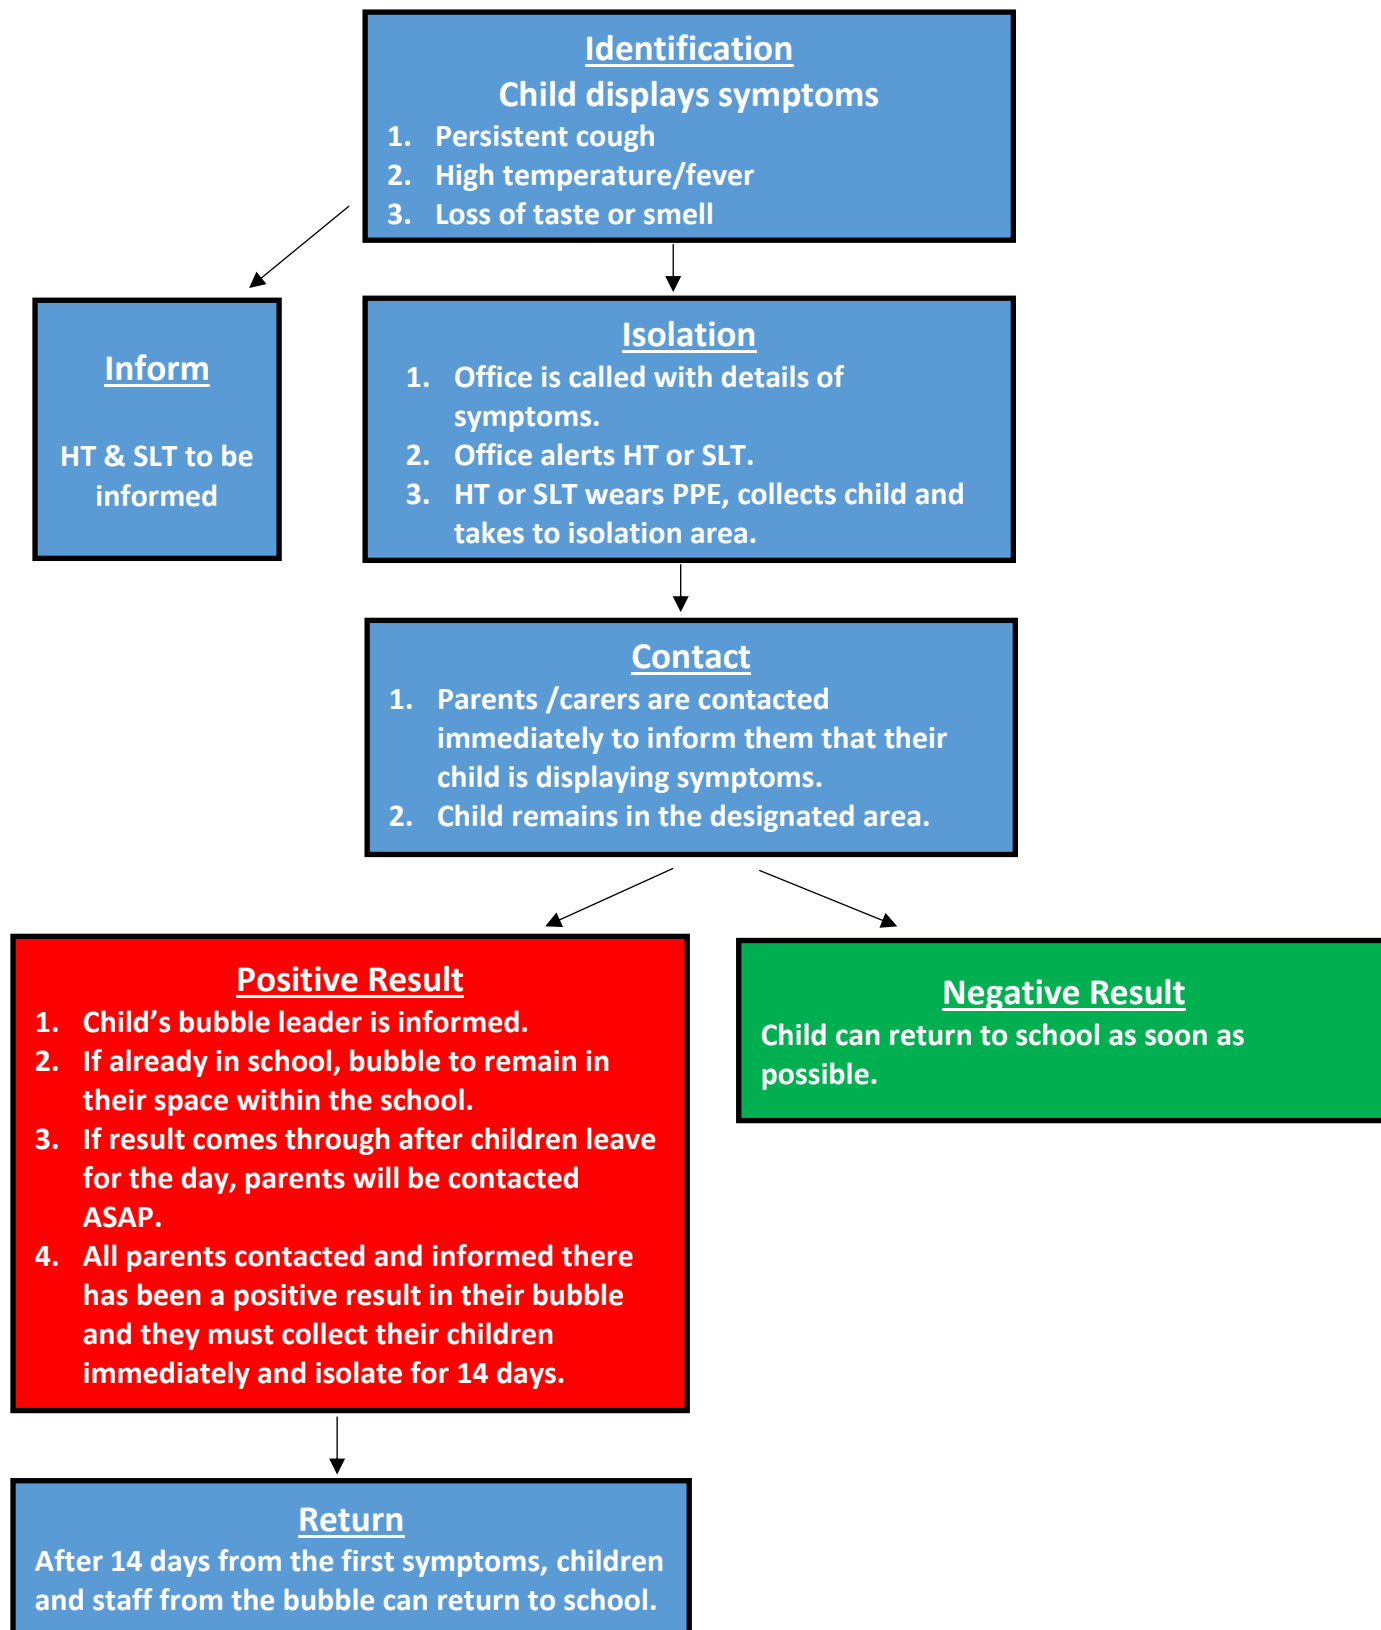 Identification
Child displays symptoms
1. Persistent cough
2. High temperature/fever
3. Loss of taste or smell
Inform
HT & SLT to be
informed
Isolation
1. Office is called with details of
symptoms.
2. Office alerts HT or SLT.
3. HT or SLT wears PPE, collects child and
takes to isolation area.
Contact
1. Parents /carers are contacted
immediately to inform them that their
child is displaying symptoms.
2. Child remains in the designated area.
Positive Result
1. Child’s bubble leader is informed.
2. If already in school, bubble to remain in
their space within the school.
3. If result comes through after children leave
for the day, parents will be contacted
ASAP.
4. All parents contacted and informed there
has been a positive result in their bubble
and they must collect their children
immediately and isolate for 14 days.
Negative Result
Child can return to school as soon as
possible.
Return
After 14 days from the first symptoms, children
and staff from the bubble can return to school.